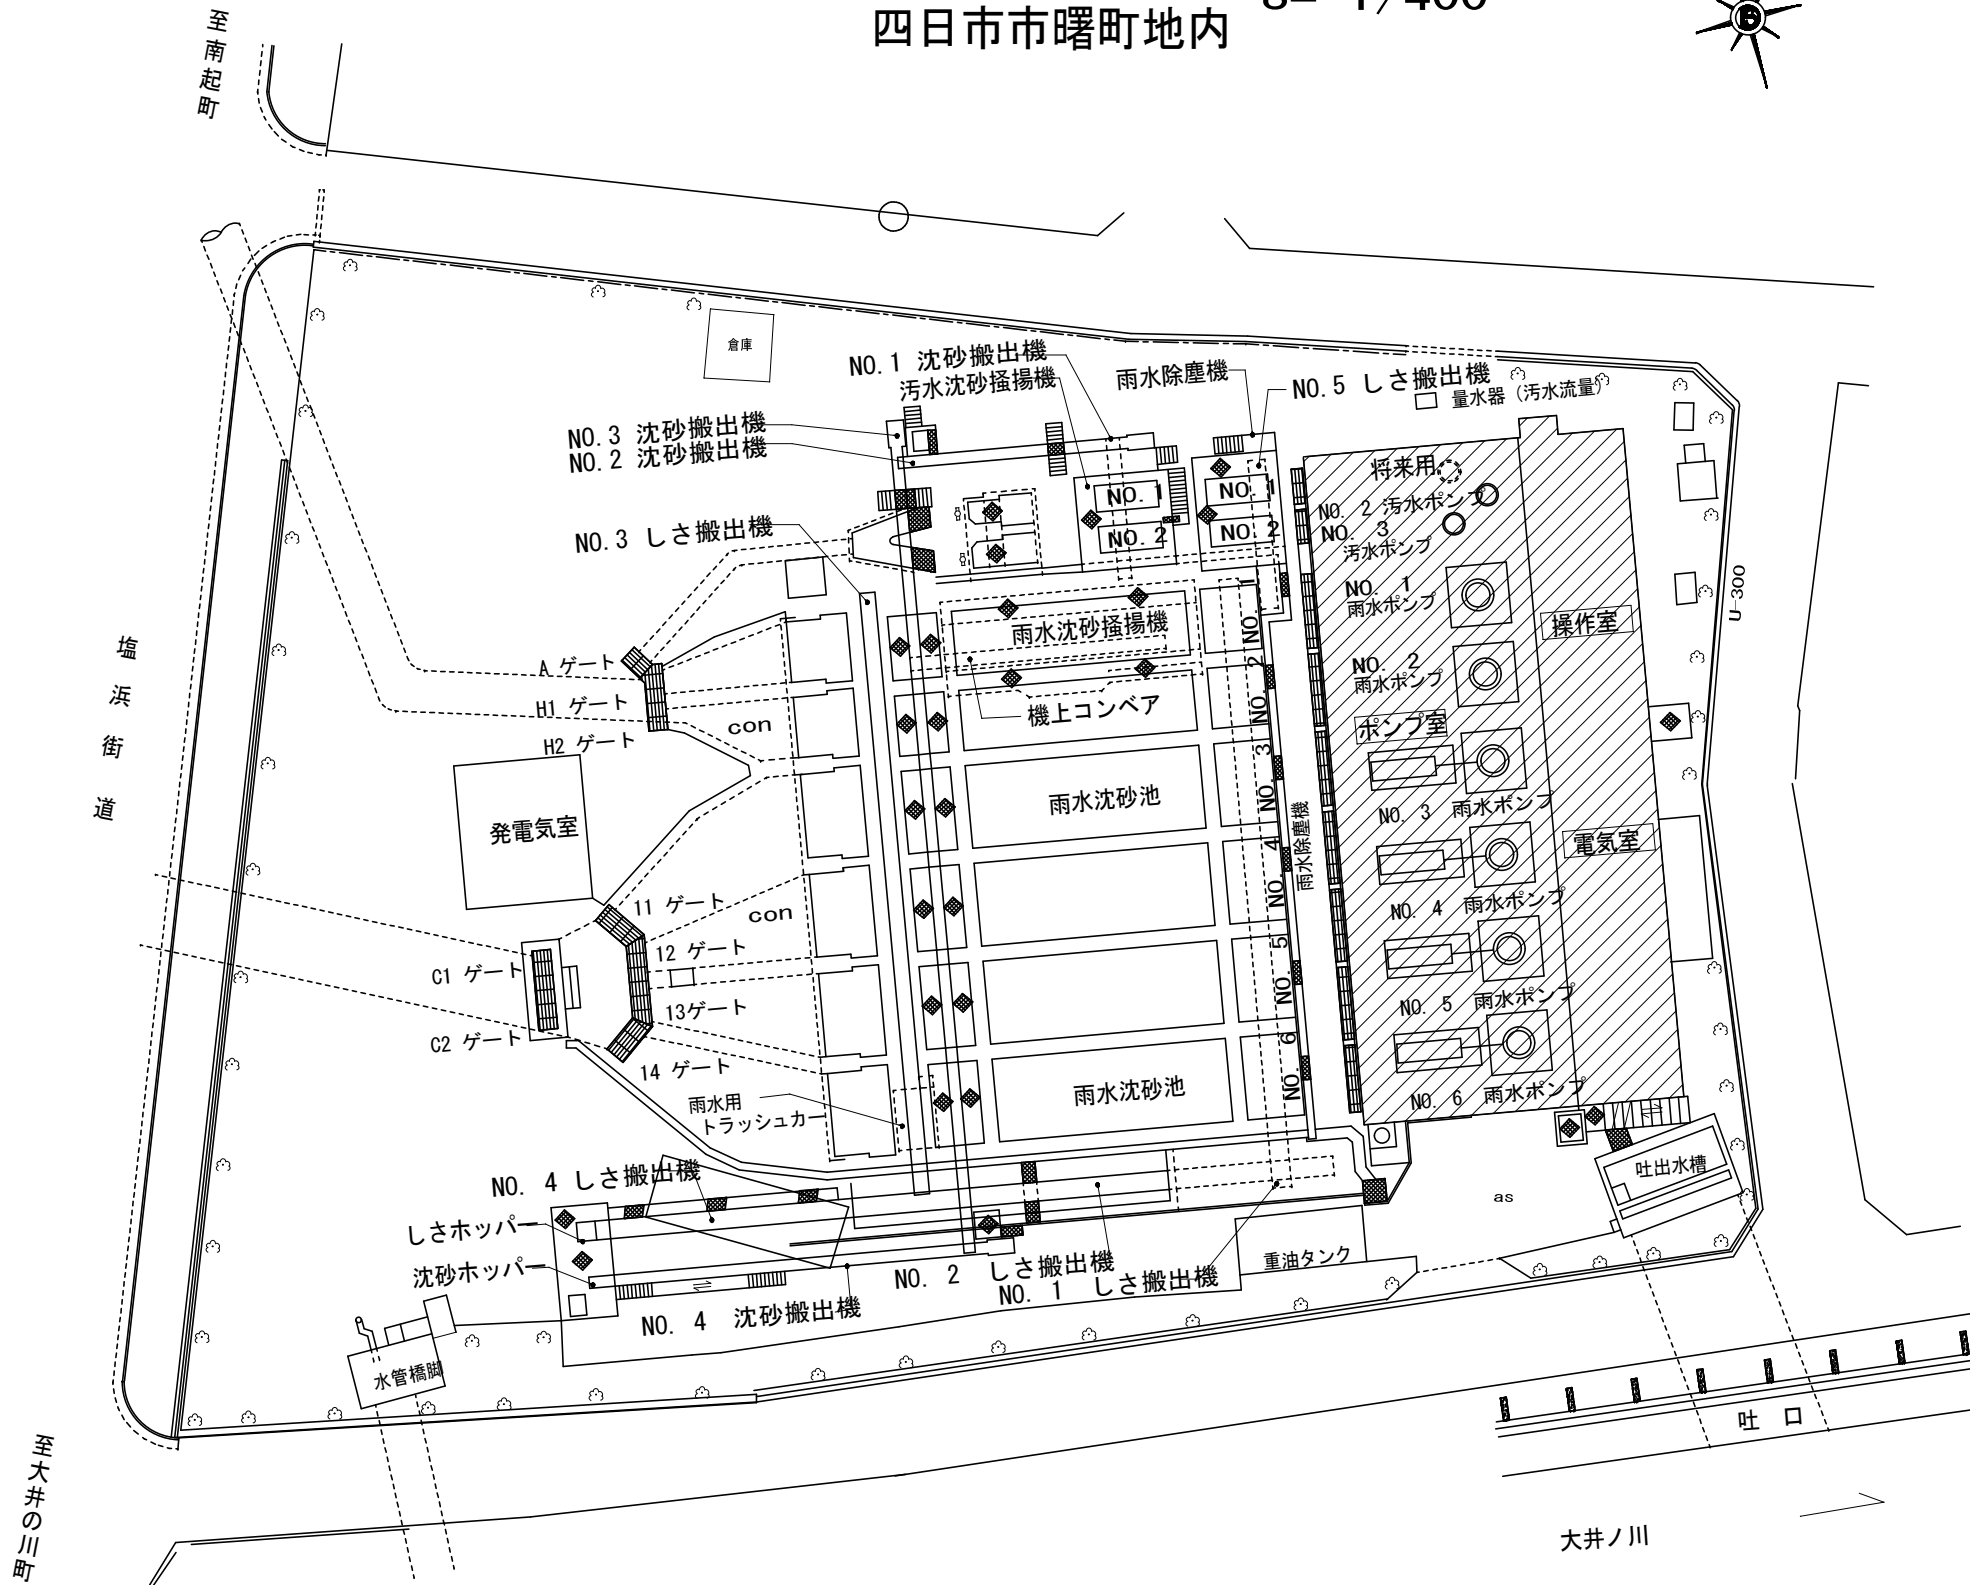 S= 1/400
四日市市曙町地内
至南起町
倉庫
NO.1 沈砂搬出機
汚水沈砂掻揚機
雨水除塵機
NO.5 しさ搬出機
量水器（汚水流量）
NO.3 沈砂搬出機
NO.2 沈砂搬出機
将来用
NO. 1
NO. 1
NO. 2
NO. 2
NO. 2 汚水ポンプ
NO. 3
汚水ポンプ
NO.3 しさ搬出機
NO. 1
雨水ポンプ
U-300
操作室
雨水沈砂掻揚機
NO. 1
A ゲート
H1 ゲート
H2 ゲート
con
機上コンベア
NO. 2
NO. 2
雨水ポンプ
ポンプ室
塩浜街道
発電気室
雨水沈砂池
NO. 3
雨水除塵機
NO. 3 雨水ポンプ
電気室
11 ゲート
con
12 ゲート
NO. 4
NO. 4 雨水ポンプ
C1 ゲート
13ゲート
NO. 5
NO. 5 雨水ポンプ
C2 ゲート
14 ゲート
雨水用
トラッシュカー
雨水沈砂池
NO. 6
NO. 6 雨水ポンプ
NO. 4 しさ搬出機
吐出水槽
as
しさホッパー
沈砂ホッパー
NO. 2 しさ搬出機
NO. 1 しさ搬出機
重油タンク
NO. 4 沈砂搬出機
水管橋脚
吐 口
至大井の川町
大井ノ川